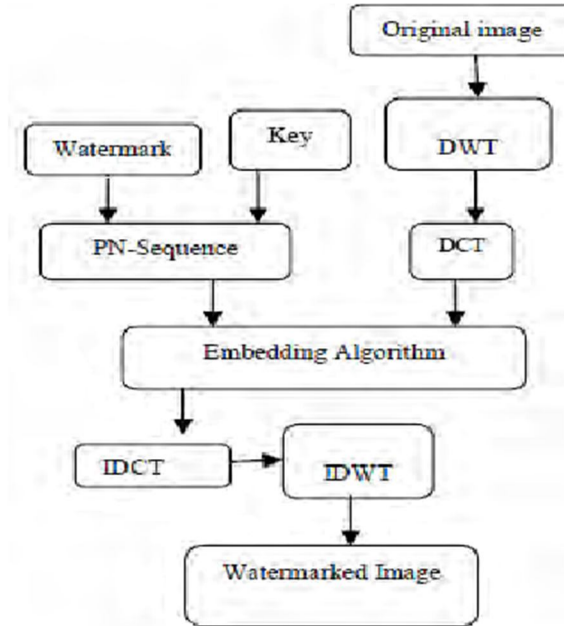 Original image
Key
Watermark
DWT
PN-Sequence
DCT
Embedding Algorithm
IDCT
IDWT
Watermarked Image